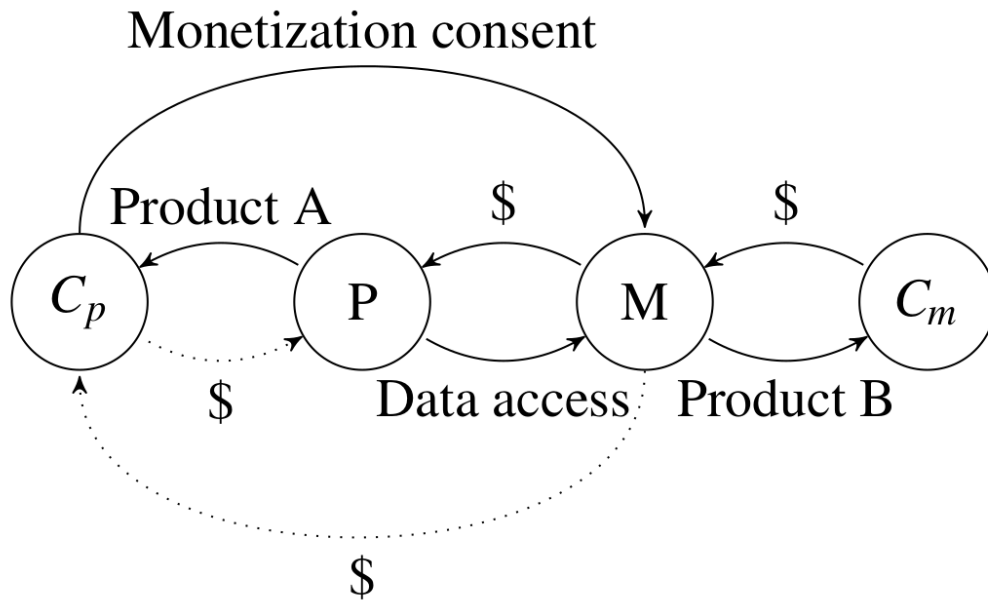 Monetization consent
Product A
$
$
C_p
P
M
C_m
$
Data access
Product B
$